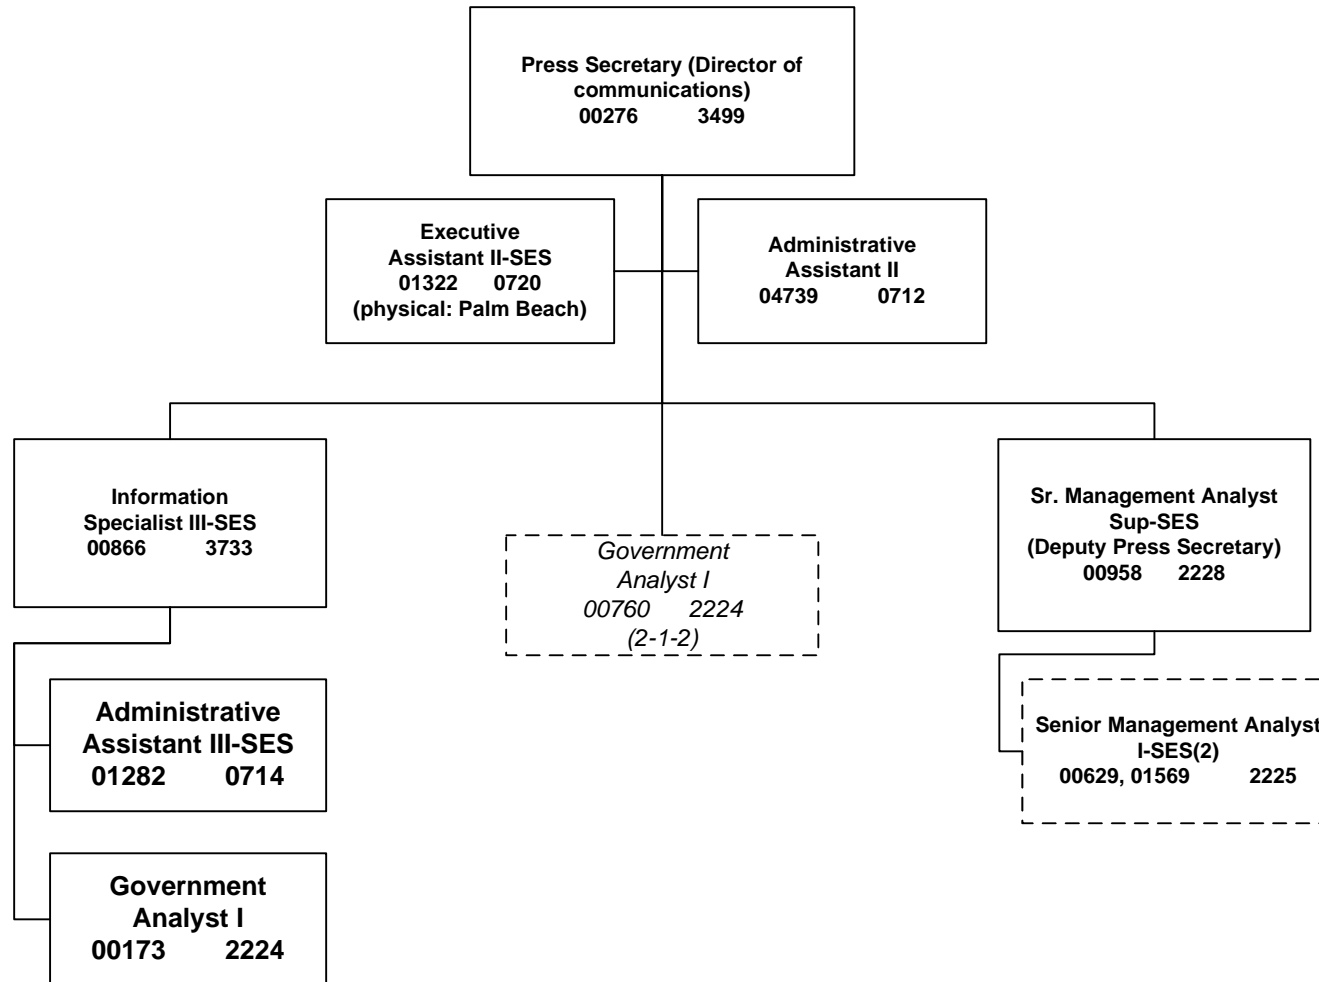 Press Secretary (Director of
communications)
00276 3499
Executive
Assistant II-SES
01322 0720
(physical: Palm Beach)
Administrative
Assistant II
04739 0712
Information
Specialist III-SES
00866 3733
Government
Analyst I
00760 2224
(2-1-2)
Sr. Management Analyst
Sup-SES
(Deputy Press Secretary)
00958 2228
Administrative
Assistant III-SES
01282 0714
Senior Management Analyst
I-SES(2)
00629, 01569 2225
Government
Analyst I
00173 2224